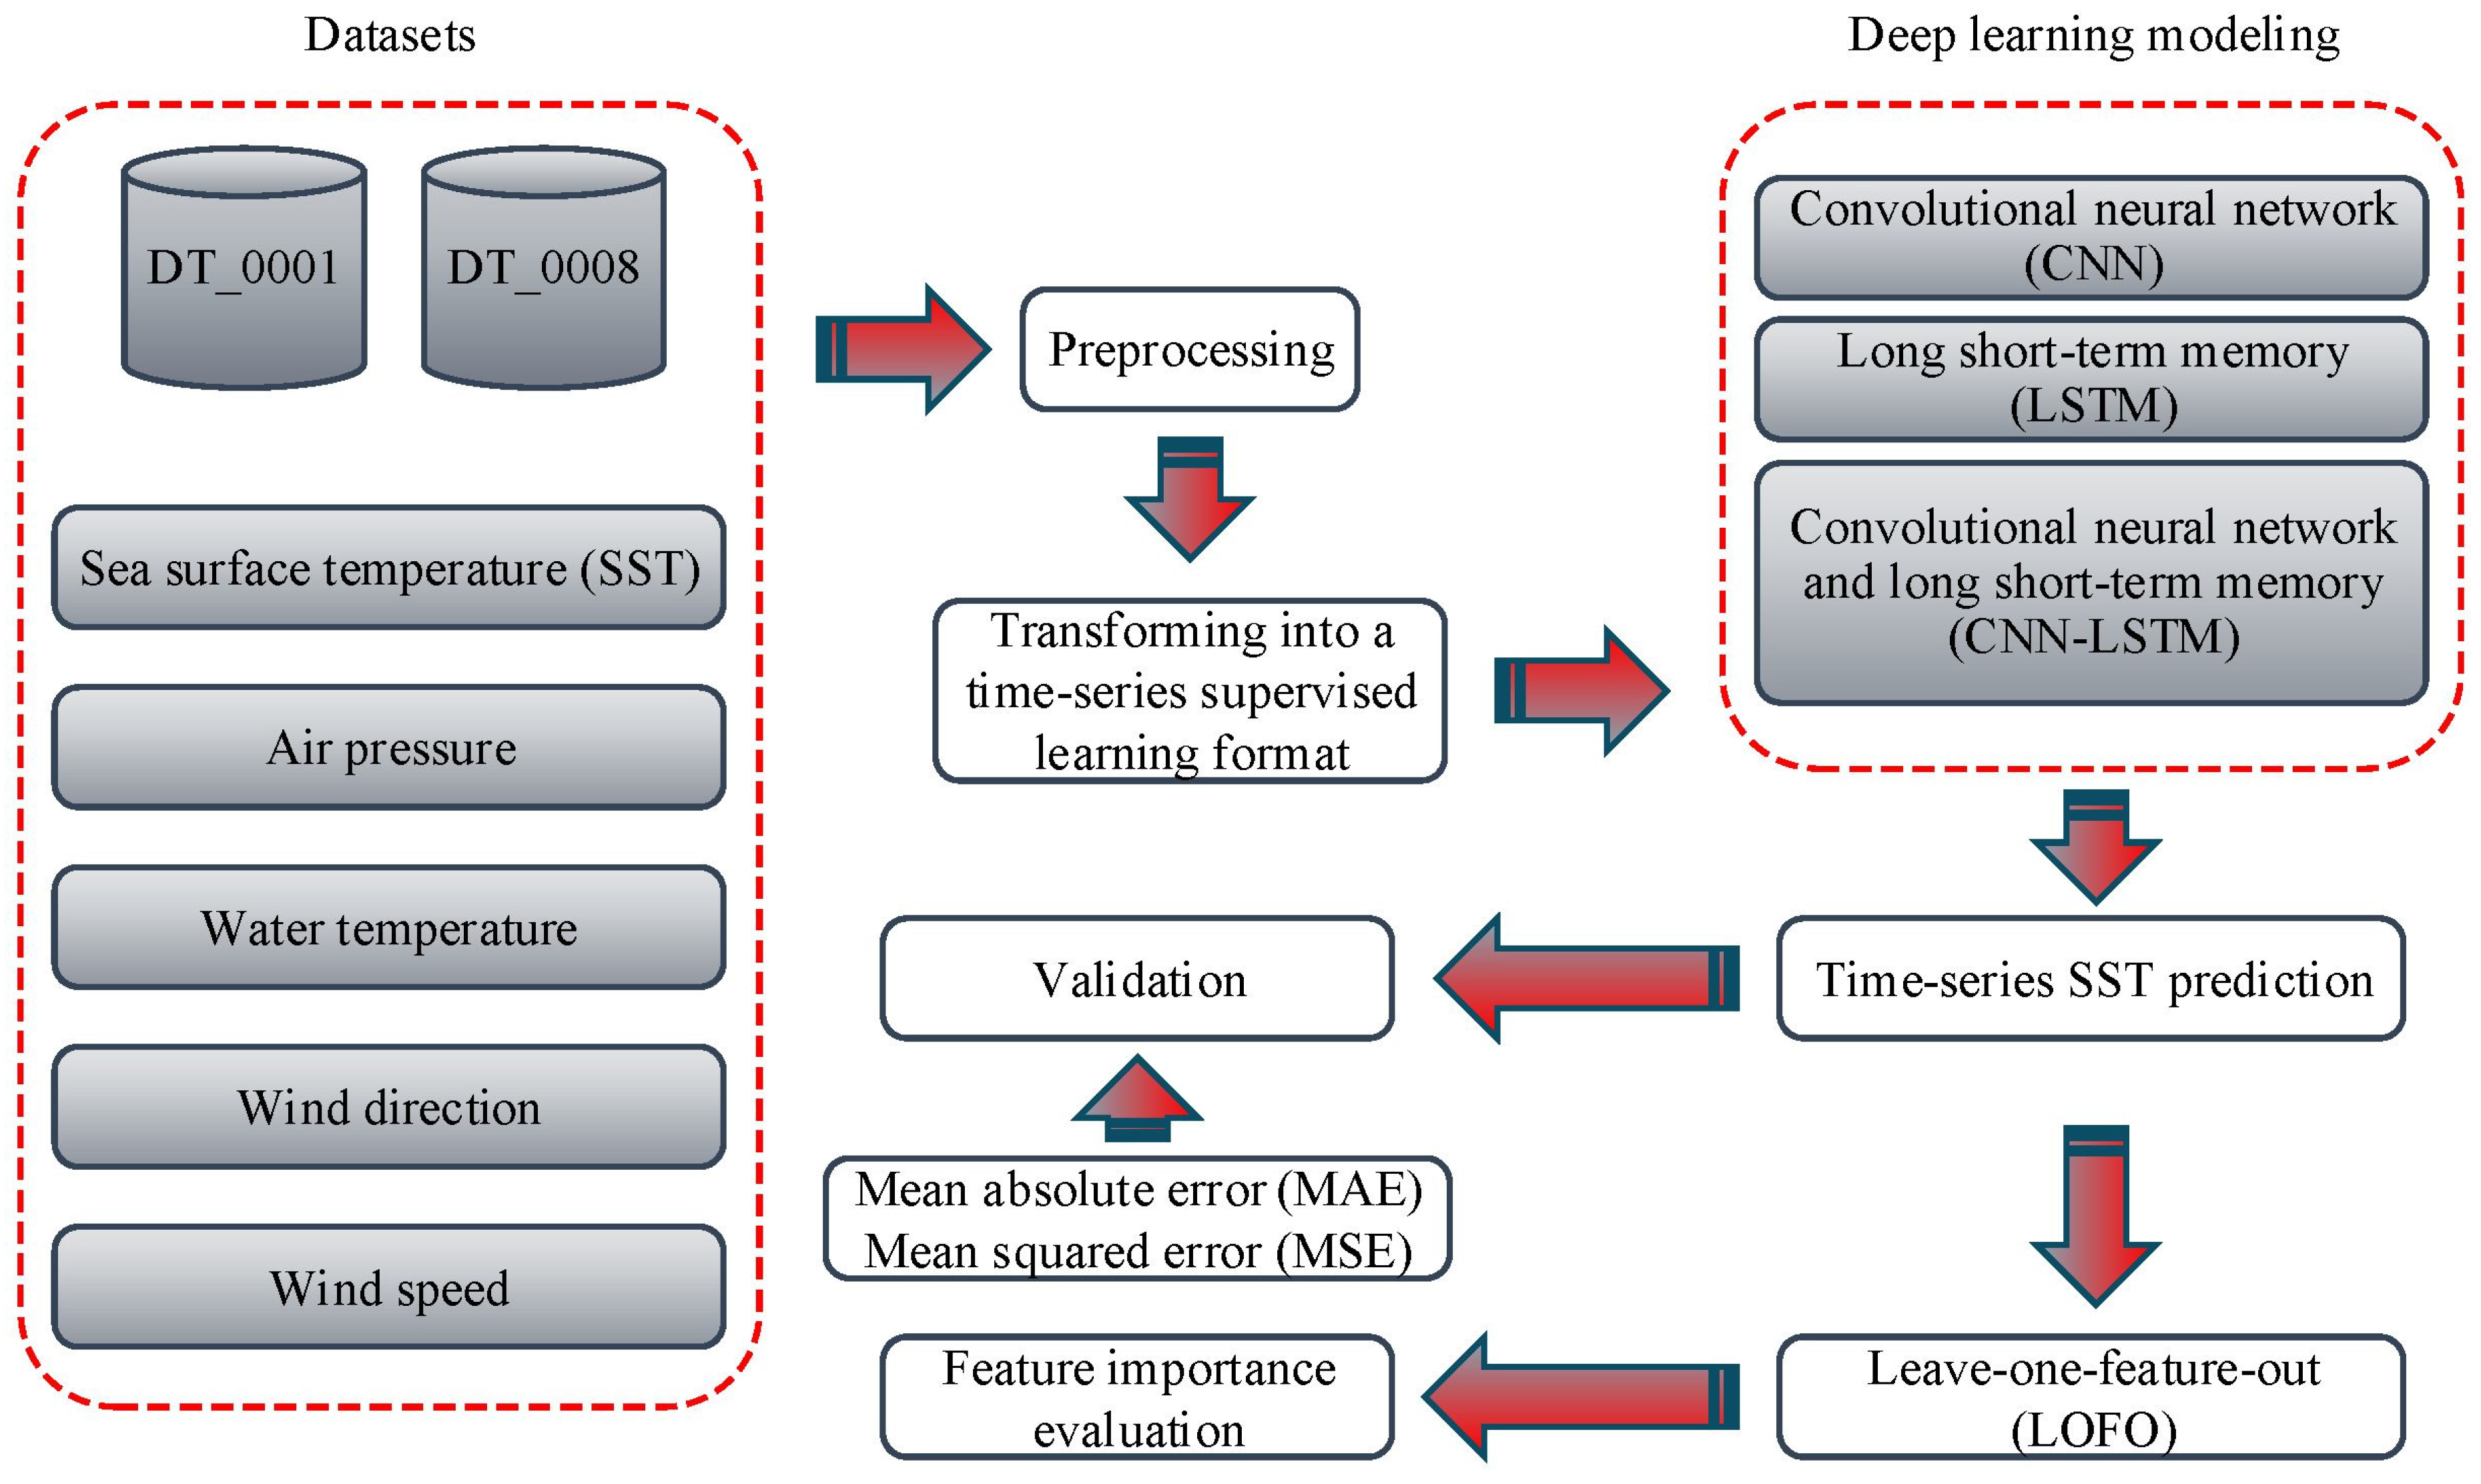 Datasets
DT_0001
DT_0008
Sea surface temperature (SST)
Air pressure
Water temperature
Wind direction
Wind speed
Preprocessing
Transforming into a
time-series supervised
learning format
Deep learning modeling
Convolutional neural network
(CNN)
Long short-term memory
(LSTM)
Convolutional neural network
and long short-term memory
(CNN-LSTM)
Time-series SST prediction
Validation
Mean absolute error (MAE)
Mean squared error (MSE)
Leave-one-feature-out
(LOFO)
Feature importance
evaluation